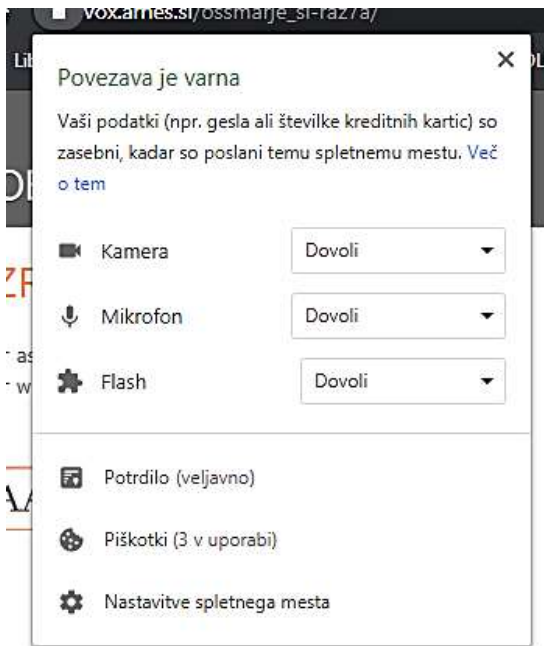 vox.arnes.si/ossmarje_si-raz7a/
Povezava je varna
Vaši podatki (npr. gesla ali številke kreditnih kartic) so
zasebni, kadar so poslani temu spletnemu mestu. Več
o tem
Kamera Dovoli
Mikrofon Dovoli
Flash Dovoli
Potrdilo (veljavno)
Piškotki (3 v uporabi)
Nastavitve spletnega mesta